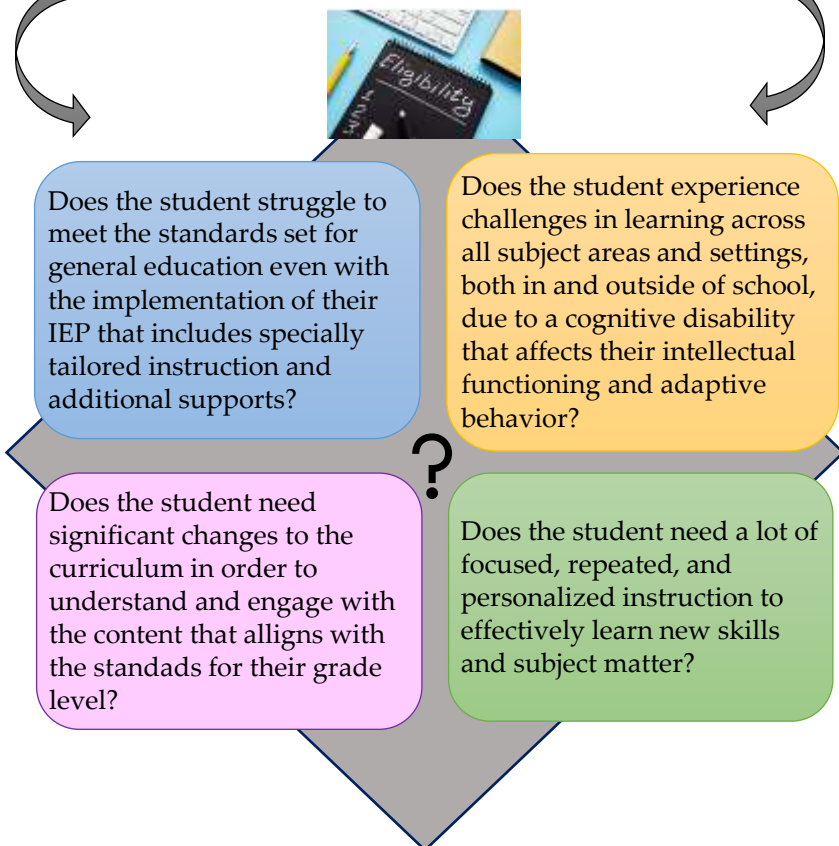 Eligibility
1
2
3
Does the student struggle to
meet the standards set for
general education even with
the implementation of their
IEP that includes specially
tailored instruction and
additional supports?
Does the student experience
challenges in learning across
all subject areas and settings,
both in and outside of school,
due to a cognitive disability
that affects their intellectual
functioning and adaptive
behavior?
?
Does the student need
significant changes to the
curriculum in order to
understand and engage with
the content that alligns with
the standads for their grade
level?
Does the student need a lot of
focused, repeated, and
personalized instruction to
effectively learn new skills
and subject matter?